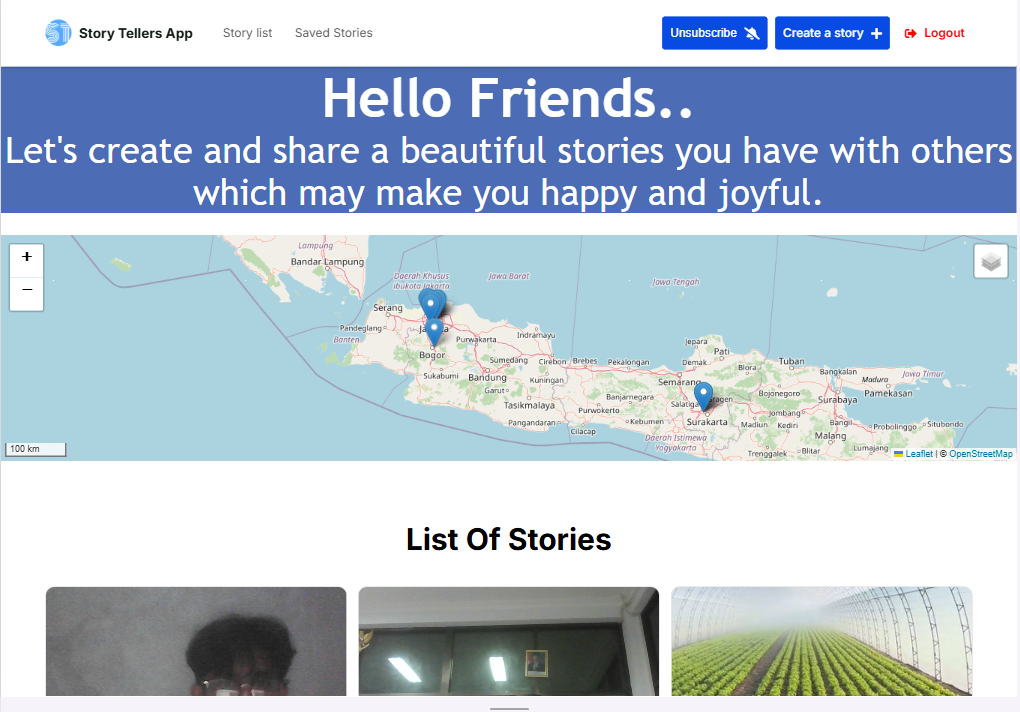 ST Story Tellers App Story list Saved Stories Unsubscribe Create a story + Logout
Hello Friends..
Let's create and share a beautiful stories you have with others
which may make you happy and joyful.
+
−
Lampung
Bandar Lampung
Daerah Khusus
Ibukota Jakarta
Jawa Barat
Jawa Tengah
Serang
Pandeglang
Banten
Purwakarta
Indramayu
Bogor
Sukabumi
Bandung
Sumedang
Cirebon
Brebes
Pekalongan
Kuningan
Garut
Tasikmalaya
Pangandaran
Banjarnegara
Purwokerto
Cilacap
Kebumen
Jepara
Demak
Pati
Blora
Semarang
Salatiga
Surakarta
Daerah Istimewa
Yogyakarta
Tuban
Bojonegoro
Madiun
Kediri
Jombang
Bangkalan
Madura
Jawa Timur
Pamekasan
Surabaya
Bangil
Probolinggo
Situbondo
Malang
Trenggalek
Blitar
Lumajang
100 km
Leaflet | © OpenStreetMap
List Of Stories